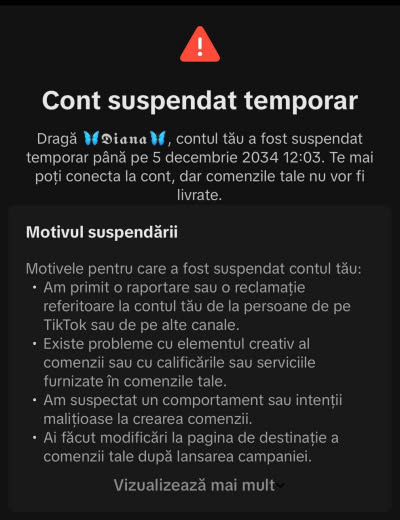 Cont suspendat temporar
Dragă 🦋𝕯𝖎𝖆𝖓𝖆🦋, contul tău a fost suspendat
temporar până pe 5 decembrie 2034 12:03. Te mai
poți conecta la cont, dar comenzile tale nu vor fi
livrate.
Motivul suspendării
Motivele pentru care a fost suspendat contul tău:
• Am primit o raportare sau o reclamație
referitoare la contul tău de la persoane de pe
TikTok sau de pe alte canale.
• Existe probleme cu elementul creativ al
comenzii sau cu calificările sau serviciile
furnizate în comenzile tale.
• Am suspectat un comportament sau intenții
malițioase la crearea comenzii.
• Ai făcut modificări la pagina de destinație a
comenzii tale după lansarea campaniei.
Vizualizează mai mult